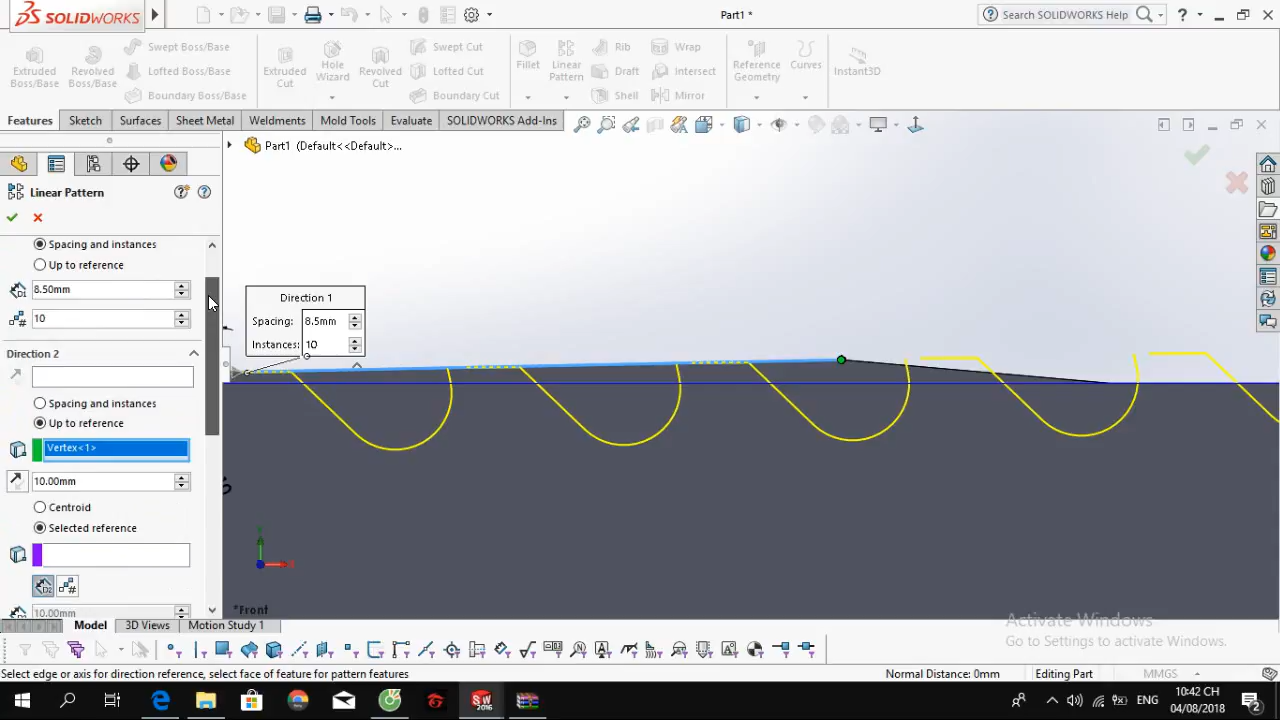 SOLIDWORKS
Part1 *
Search SOLIDWORKS Help
?
Extruded Boss/Base
Revolved Boss/Base
Swept Boss/Base
Lofted Boss/Base
Boundary Boss/Base
Extruded Cut
Hole Wizard
Revolved Cut
Swept Cut
Lofted Cut
Boundary Cut
Fillet
Linear Pattern
Rib
Draft
Shell
Wrap
Intersect
Mirror
Reference Geometry
Curves
Instant3D
Features
Sketch
Surfaces
Sheet Metal
Weldments
Mold Tools
Evaluate
SOLIDWORKS Add-Ins
Part1 (Default<<Default>...
Linear Pattern
Spacing and instances
Up to reference
8.50mm
10
Direction 2
Spacing and instances
Up to reference
Vertex<1>
10.00mm
Centroid
Selected reference
10.00mm
Direction 1
Spacing: 8.5mm
Instances: 10
*Front
Activate Windows
Go to Settings to activate Windows.
Model
3D Views
Motion Study 1
Select edge or axis for direction reference, select face of feature for pattern features
Normal Distance: 0mm
Editing Part
MMGS
SW 2016
ENG
10:42 CH
04/08/2018
2